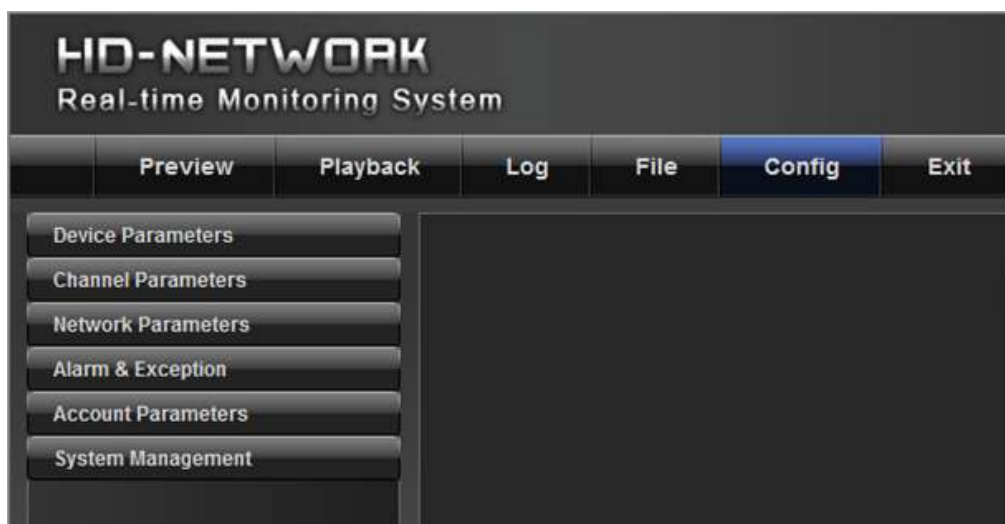 HD-NETWORK
Real-time Monitoring System
Preview Playback Log File Config Exit
Device Parameters
Channel Parameters
Network Parameters
Alarm & Exception
Account Parameters
System Management